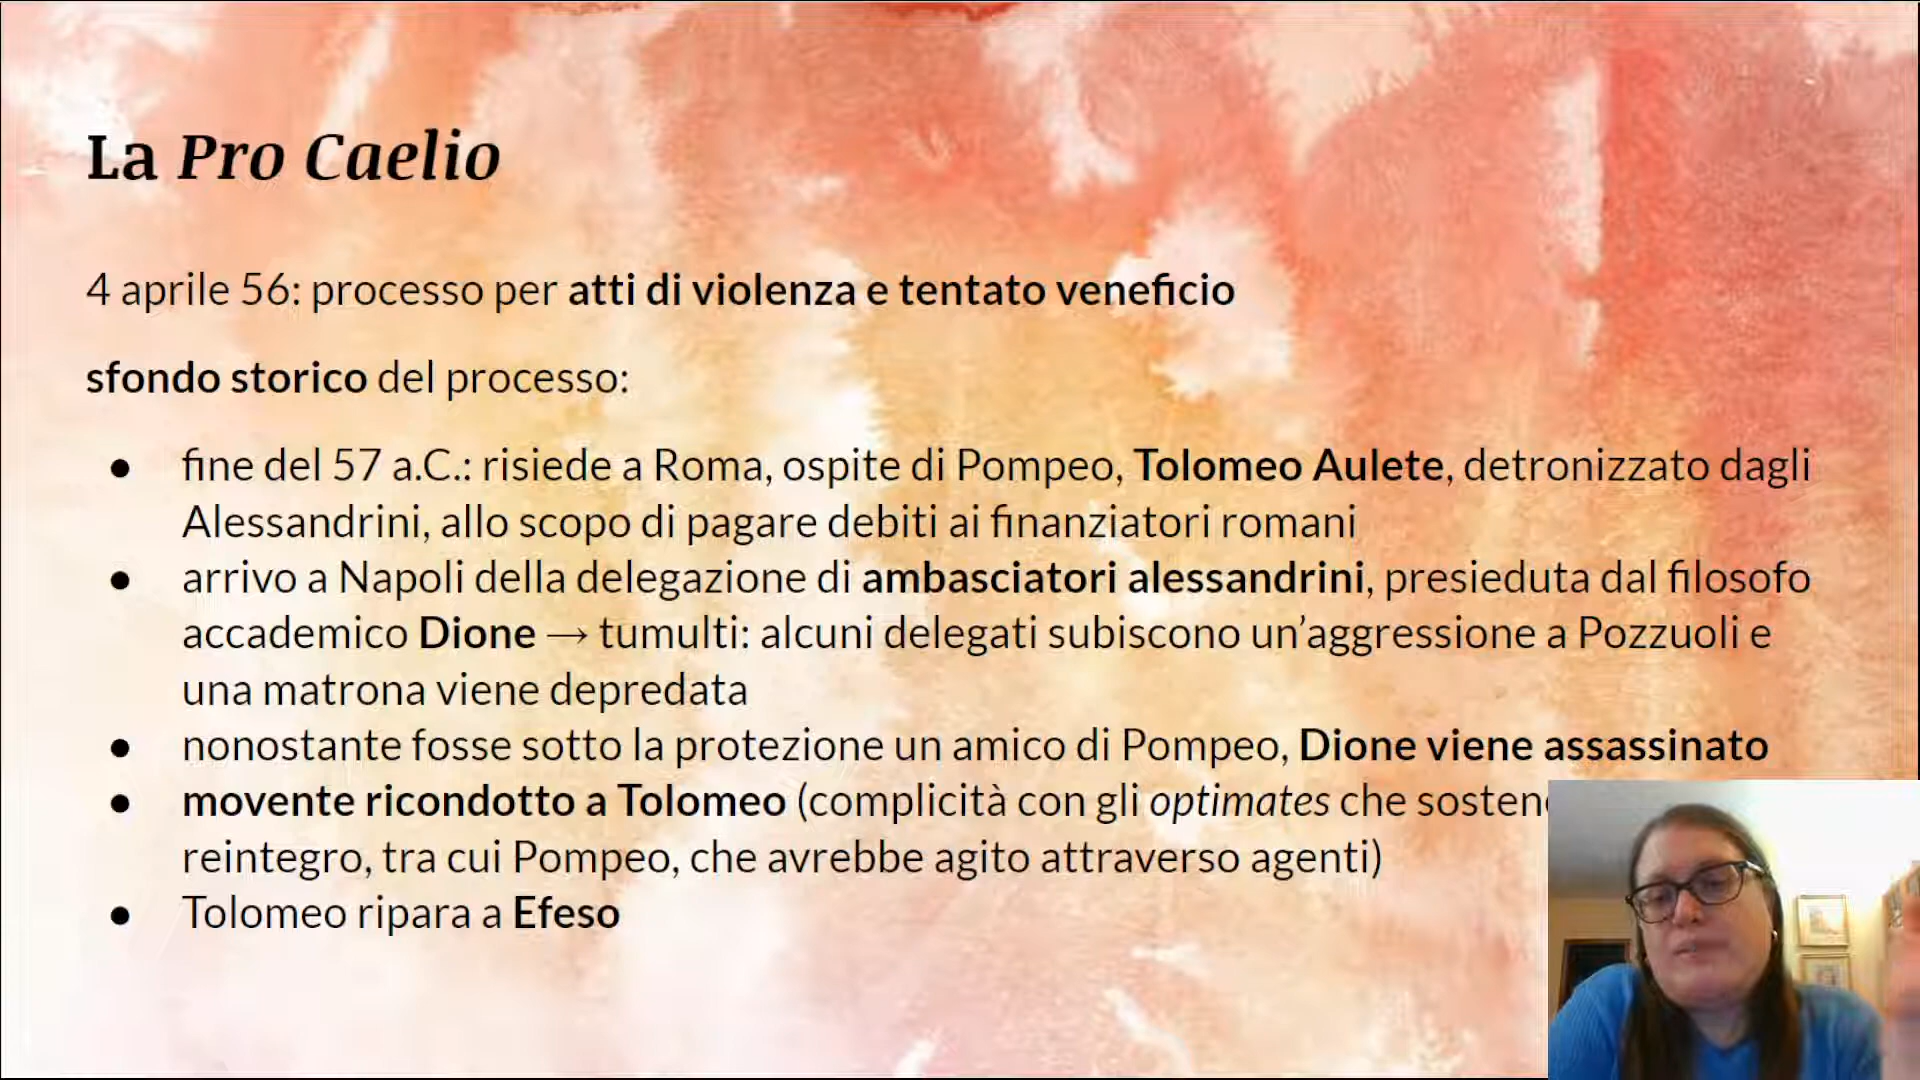 La Pro Caelio
4 aprile 56: processo per atti di violenza e tentato veneficio
sfondo storico del processo:
● fine del 57 a.C.: risiede a Roma, ospite di Pompeo, Tolomeo Aulete, detronizzato dagli
Alessandrini, allo scopo di pagare debiti ai finanziatori romani
● arrivo a Napoli della delegazione di ambasciatori alessandrini, presieduta dal filosofo
accademico Dione → tumulti: alcuni delegati subiscono un’aggressione a Pozzuoli e
una matrona viene depredata
● nonostante fosse sotto la protezione un amico di Pompeo, Dione viene assassinato
● movente ricondotto a Tolomeo (complicità con gli optimates che
reintegro, tra cui Pompeo, che avrebbe agito attraverso agenti)
● Tolomeo ripara a Efeso